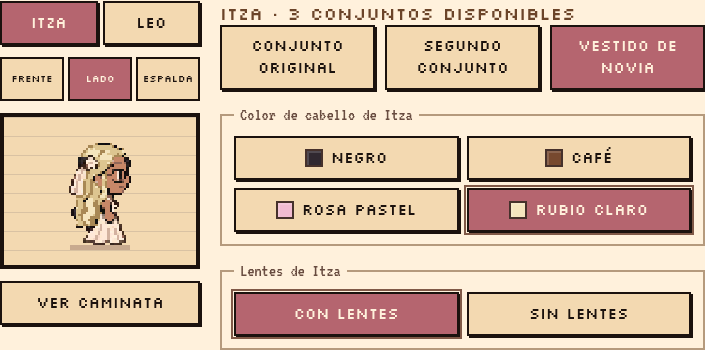 ITZA LEO
FRENTE LADO ESPALDA
VER CAMINATA
ITZA · 3 CONJUNTOS DISPONIBLES
CONJUNTO
ORIGINAL
SEGUNDO
CONJUNTO
VESTIDO DE
NOVIA
Color de cabello de Itza
NEGRO CAFÉ
ROSA PASTEL RUBIO CLARO
Lentes de Itza
CON LENTES SIN LENTES